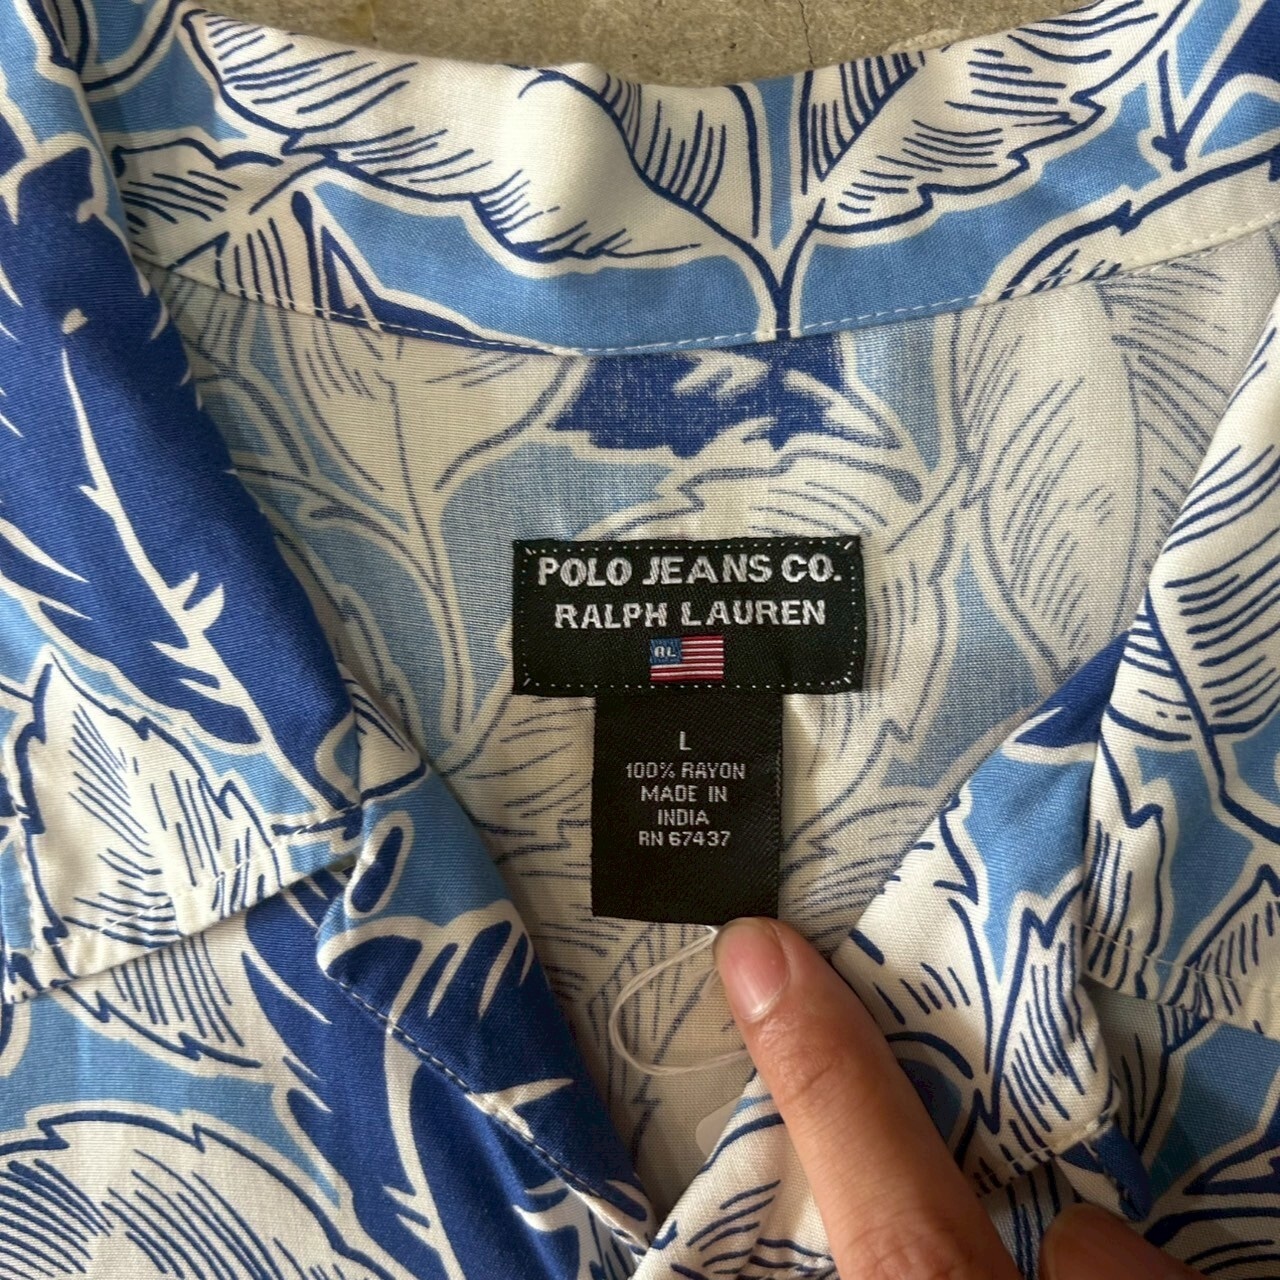 POLO JEANS CO.
RALPH LAUREN
RL
L
100% RAYON
MADE IN
INDIA
RN 67437